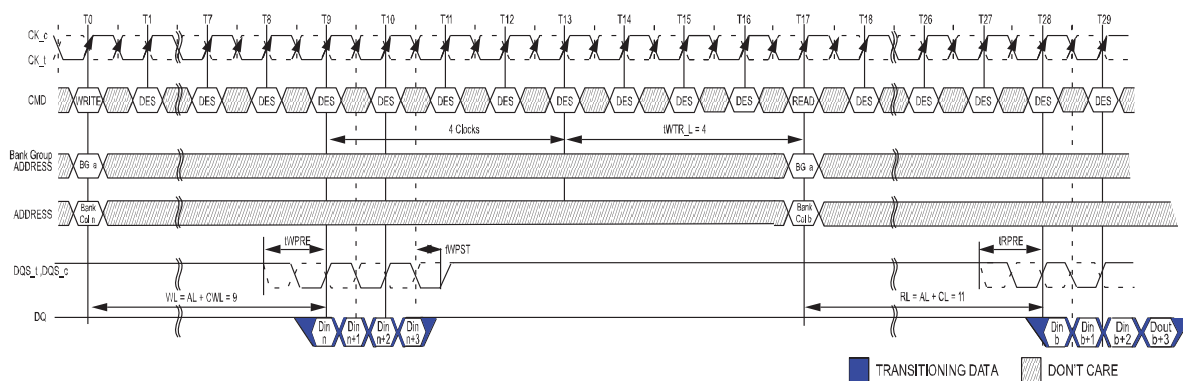 T0 T1 T7 T8 T9 T10 T11 T12 T13 T14 T15 T16 T17 T18 T26 T27 T28 T29
CK_c
CK_t
CMD WRITE DES DES DES DES DES DES DES DES DES DES DES READ DES DES DES DES DES
4 Clocks tWTR_L = 4
Bank Group
ADDRESS BG a BG a
ADDRESS Bank Col n Bank Col b
tWPRE tWPST tRPRE
DQS_t ,DQS_c
WL = AL + CWL = 9 RL = AL + CL = 11
DQ Din n Din n+1 Din n+2 Din n+3 Din b Din b+1 Din b+2 Dout b+3
TRANSITIONING DATA DON'T CARE